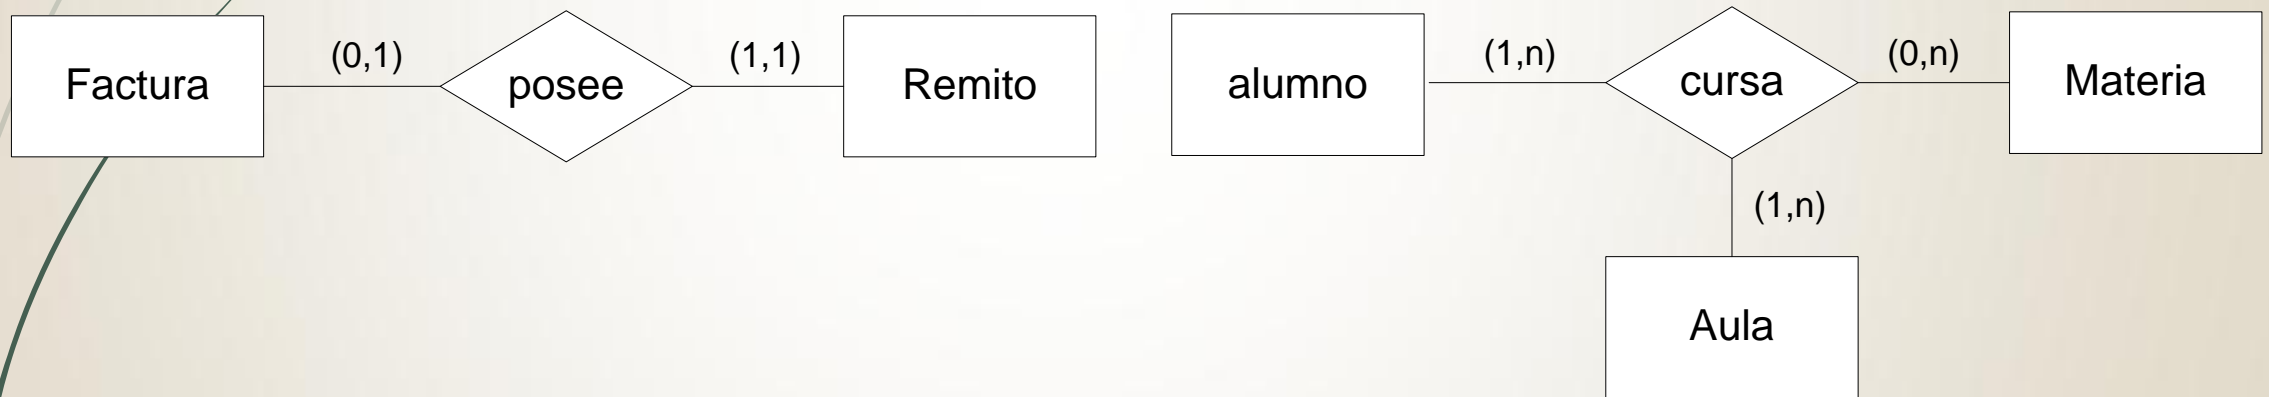 Factura
(0,1)
posee
(1,1)
Remito
alumno
(1,n)
cursa
(0,n)
Materia
(1,n)
Aula